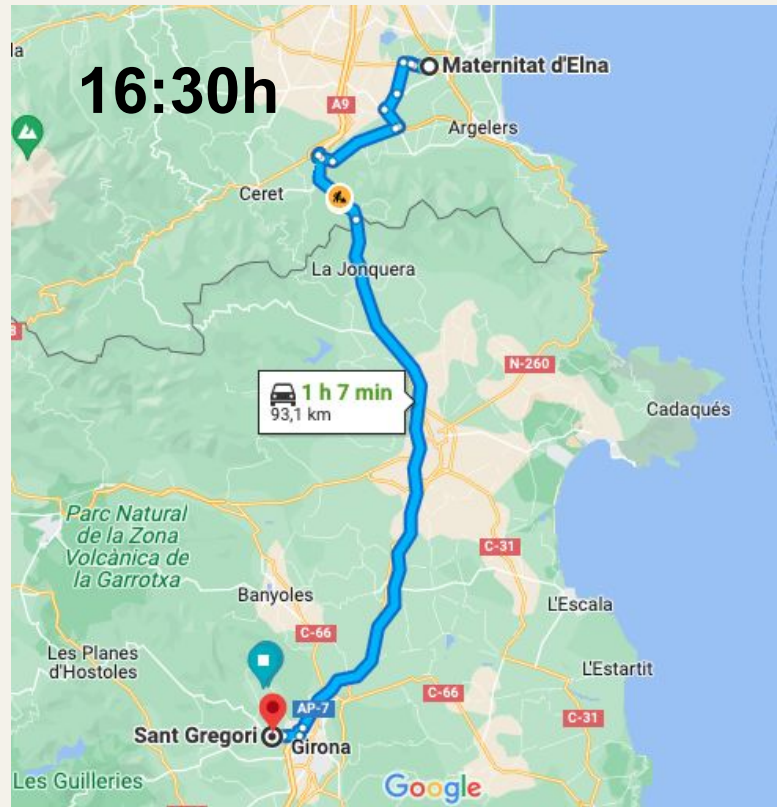 la
16:30h
Maternitat d'Elna
A9
Argelers
Ceret
La Jonquera
N-260
1 h 7 min
93,1 km
Cadaqués
Parc Natural
de la Zona
Volcànica de
la Garrotxa
C-31
Banyoles
L'Escala
C-66
Les Planes
d'Hostoles
L'Estartit
C-66
AP-7
C-31
Sant Gregori
Girona
Les Guilleries
Google